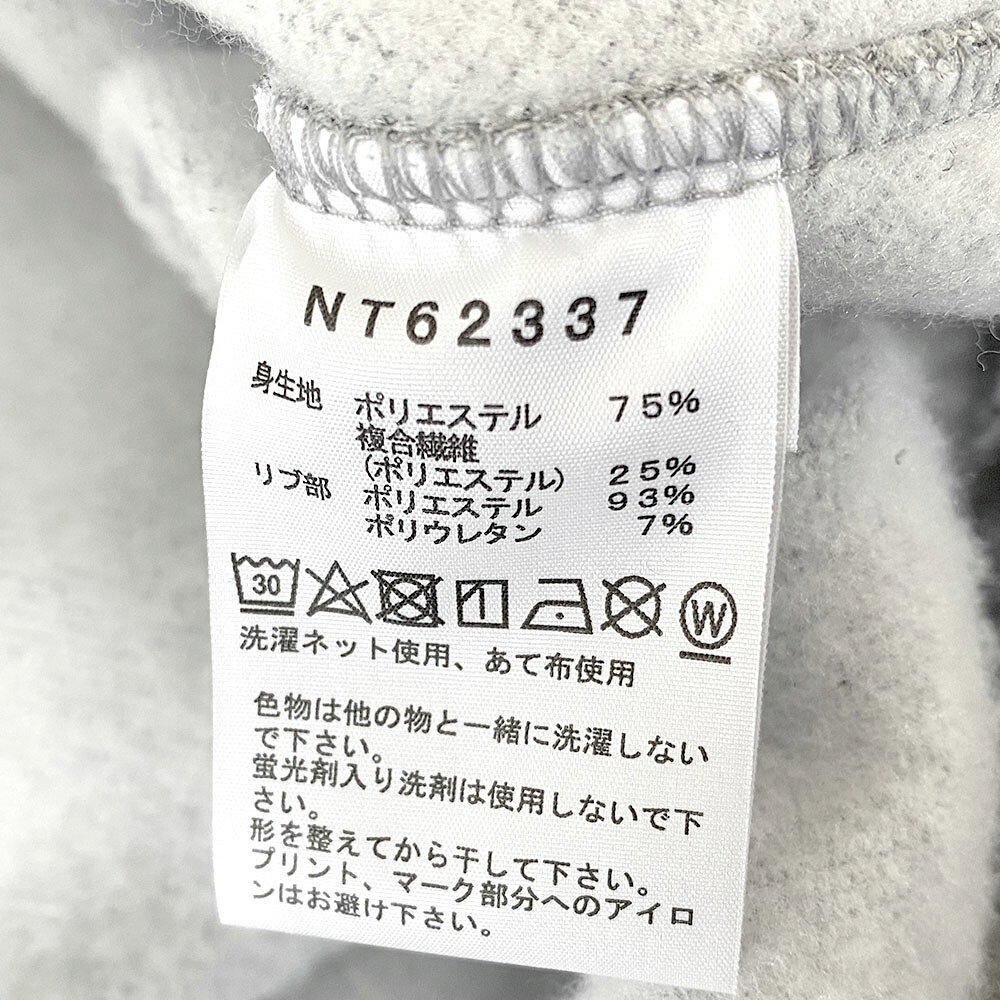 NT62337
身生地 ポリエステル 75%
複合繊維
(ポリエステル) 25%
リブ部 ポリエステル 93%
ポリウレタン 7%
30 W
洗濯ネット使用、あて布使用
色物は他の物と一緒に洗濯しない
で下さい。
蛍光剤入り洗剤は使用しないで下
さい。
形を整えてから干して下さい。
プリント、マーク部分へのアイロ
ンはお避け下さい。